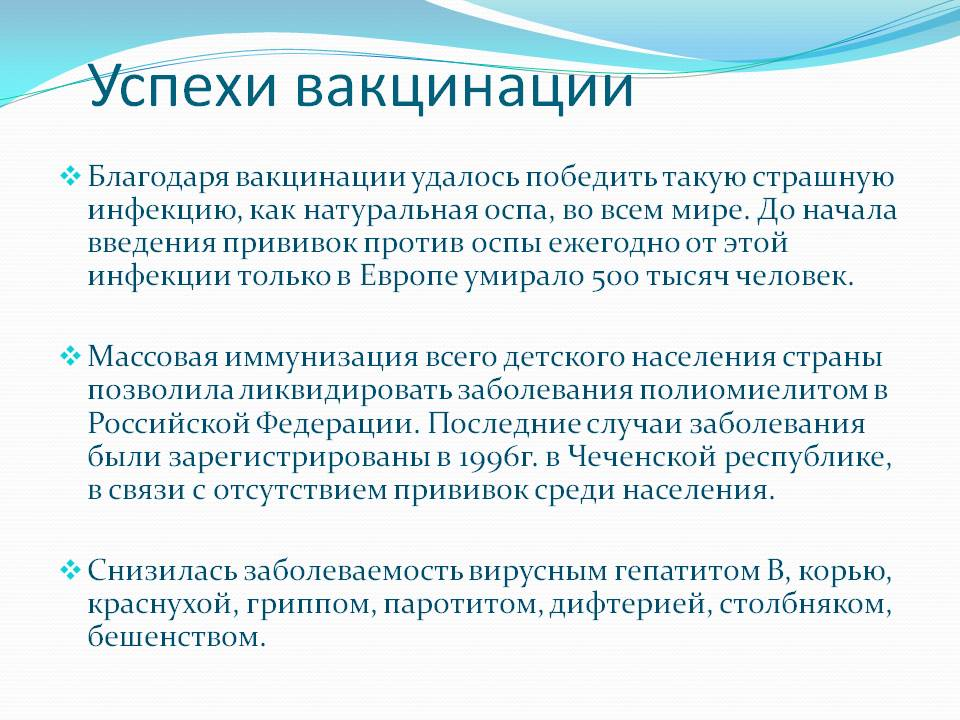 Успехи вакцинации
Благодаря вакцинации удалось победить такую страшную
инфекцию, как натуральная оспа, во всем мире. До начала
введения прививок против оспы ежегодно от этой
инфекции только в Европе умирало 500 тысяч человек.
Массовая иммунизация всего детского населения страны
позволила ликвидировать заболевания полиомиелитом в
Российской Федерации. Последние случаи заболевания
были зарегистрированы в 1996г. в Чеченской республике,
в связи с отсутствием прививок среди населения.
Снизилась заболеваемость вирусным гепатитом В, корью,
краснухой, гриппом, паротитом, дифтерией, столбняком,
бешенством.